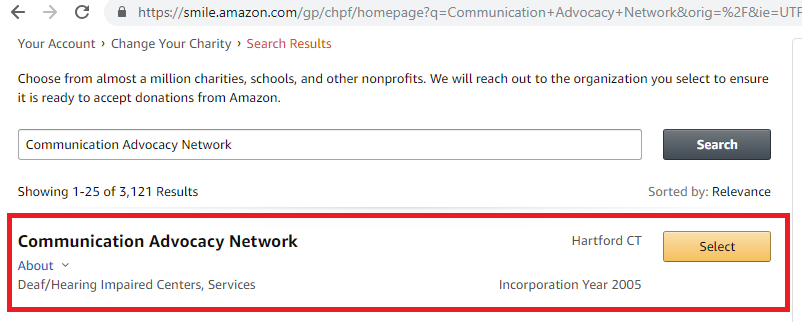 https://smile.amazon.com/gp/chpf/homepage?q=Communication+Advocacy+Network&orig=%2F&ie=UTF
Your Account › Change Your Charity › Search Results
Choose from almost a million charities, schools, and other nonprofits. We will reach out to the organization you select to ensure
it is ready to accept donations from Amazon.
Communication Advocacy Network
Search
Showing 1-25 of 3,121 Results
Sorted by: Relevance
Communication Advocacy Network
Hartford CT
Select
About
Deaf/Hearing Impaired Centers, Services
Incorporation Year 2005